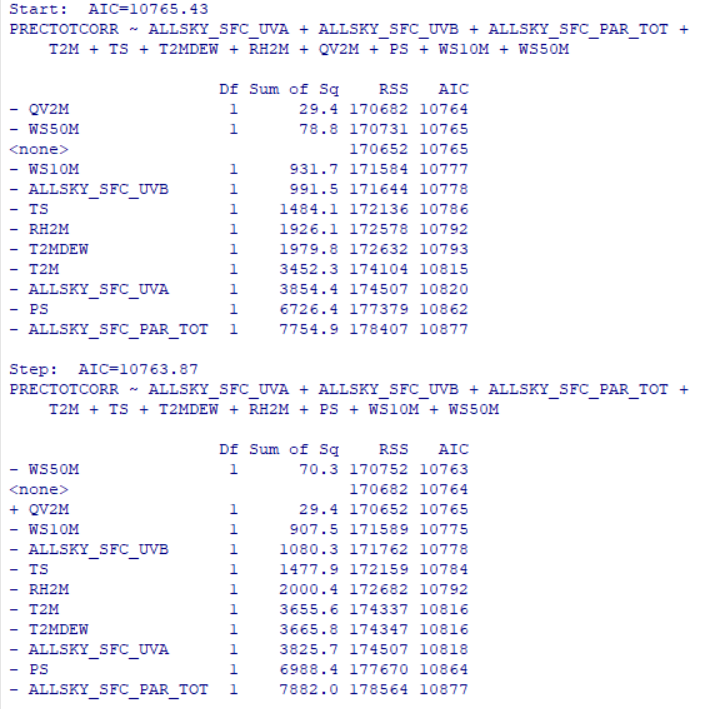 Start:  AIC=10765.43
PRECTOTCORR ~ ALLSKY_SFC_UVA + ALLSKY_SFC_UVB + ALLSKY_SFC_PAR_TOT +
    T2M + TS + T2MDEW + RH2M + QV2M + PS + WS10M + WS50M

                     Df Sum of Sq    RSS   AIC
- QV2M                1      29.4 170682 10764
- WS50M               1      78.8 170731 10765
<none>                            170652 10765
- WS10M               1     931.7 171584 10777
- ALLSKY_SFC_UVB      1     991.5 171644 10778
- TS                  1    1484.1 172136 10786
- RH2M                1    1926.1 172578 10792
- T2MDEW              1    1979.8 172632 10793
- T2M                 1    3452.3 174104 10815
- ALLSKY_SFC_UVA      1    3854.4 174507 10820
- PS                  1    6726.4 177379 10862
- ALLSKY_SFC_PAR_TOT  1    7754.9 178407 10877

Step:  AIC=10763.87
PRECTOTCORR ~ ALLSKY_SFC_UVA + ALLSKY_SFC_UVB + ALLSKY_SFC_PAR_TOT +
    T2M + TS + T2MDEW + RH2M + PS + WS10M + WS50M

                     Df Sum of Sq    RSS   AIC
- WS50M               1      70.3 170752 10763
<none>                            170682 10764
+ QV2M                1      29.4 170652 10765
- WS10M               1     907.5 171589 10775
- ALLSKY_SFC_UVB      1    1080.3 171762 10778
- TS                  1    1477.9 172159 10784
- RH2M                1    2000.4 172682 10792
- T2M                 1    3655.6 174337 10816
- T2MDEW              1    3665.8 174347 10816
- ALLSKY_SFC_UVA      1    3825.7 174507 10818
- PS                  1    6988.4 177670 10864
- ALLSKY_SFC_PAR_TOT  1    7882.0 178564 10877